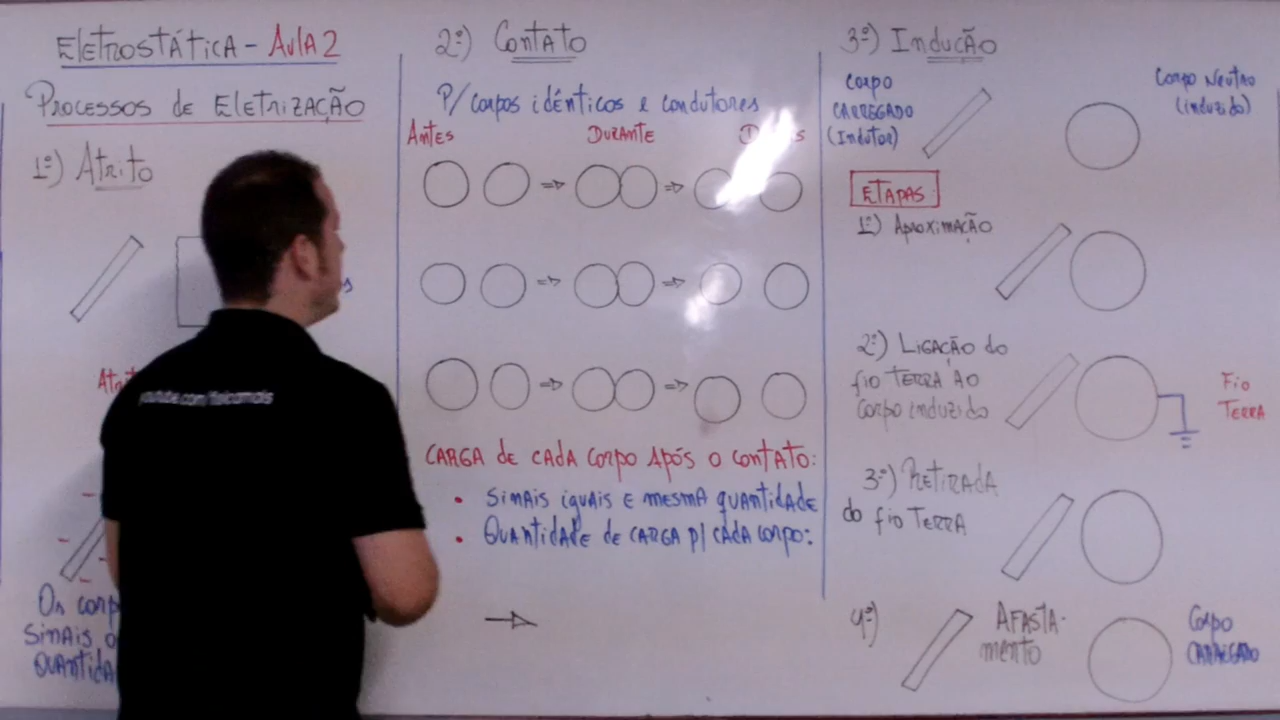 Eletrostática - Aula 2
Processos de Eletrização
1º) Atrito
Os
sinais
2º) Contato
P/ corpos idênticos e condutores
Antes Durante
Carga de cada corpo após o contato:
• Sinais iguais e mesma quantidade
• Quantidade de carga p/ cada corpo:
3º) Indução
Corpo
carregado
(Indutor)
Corpo Neutro
(induzido)
Etapas:
1º) Aproximação
2º) Ligação do
fio terra ao
corpo induzido
Fio
Terra
3º) Retirada
do fio terra
4º) Afasta-
mento
Corpo
carregado